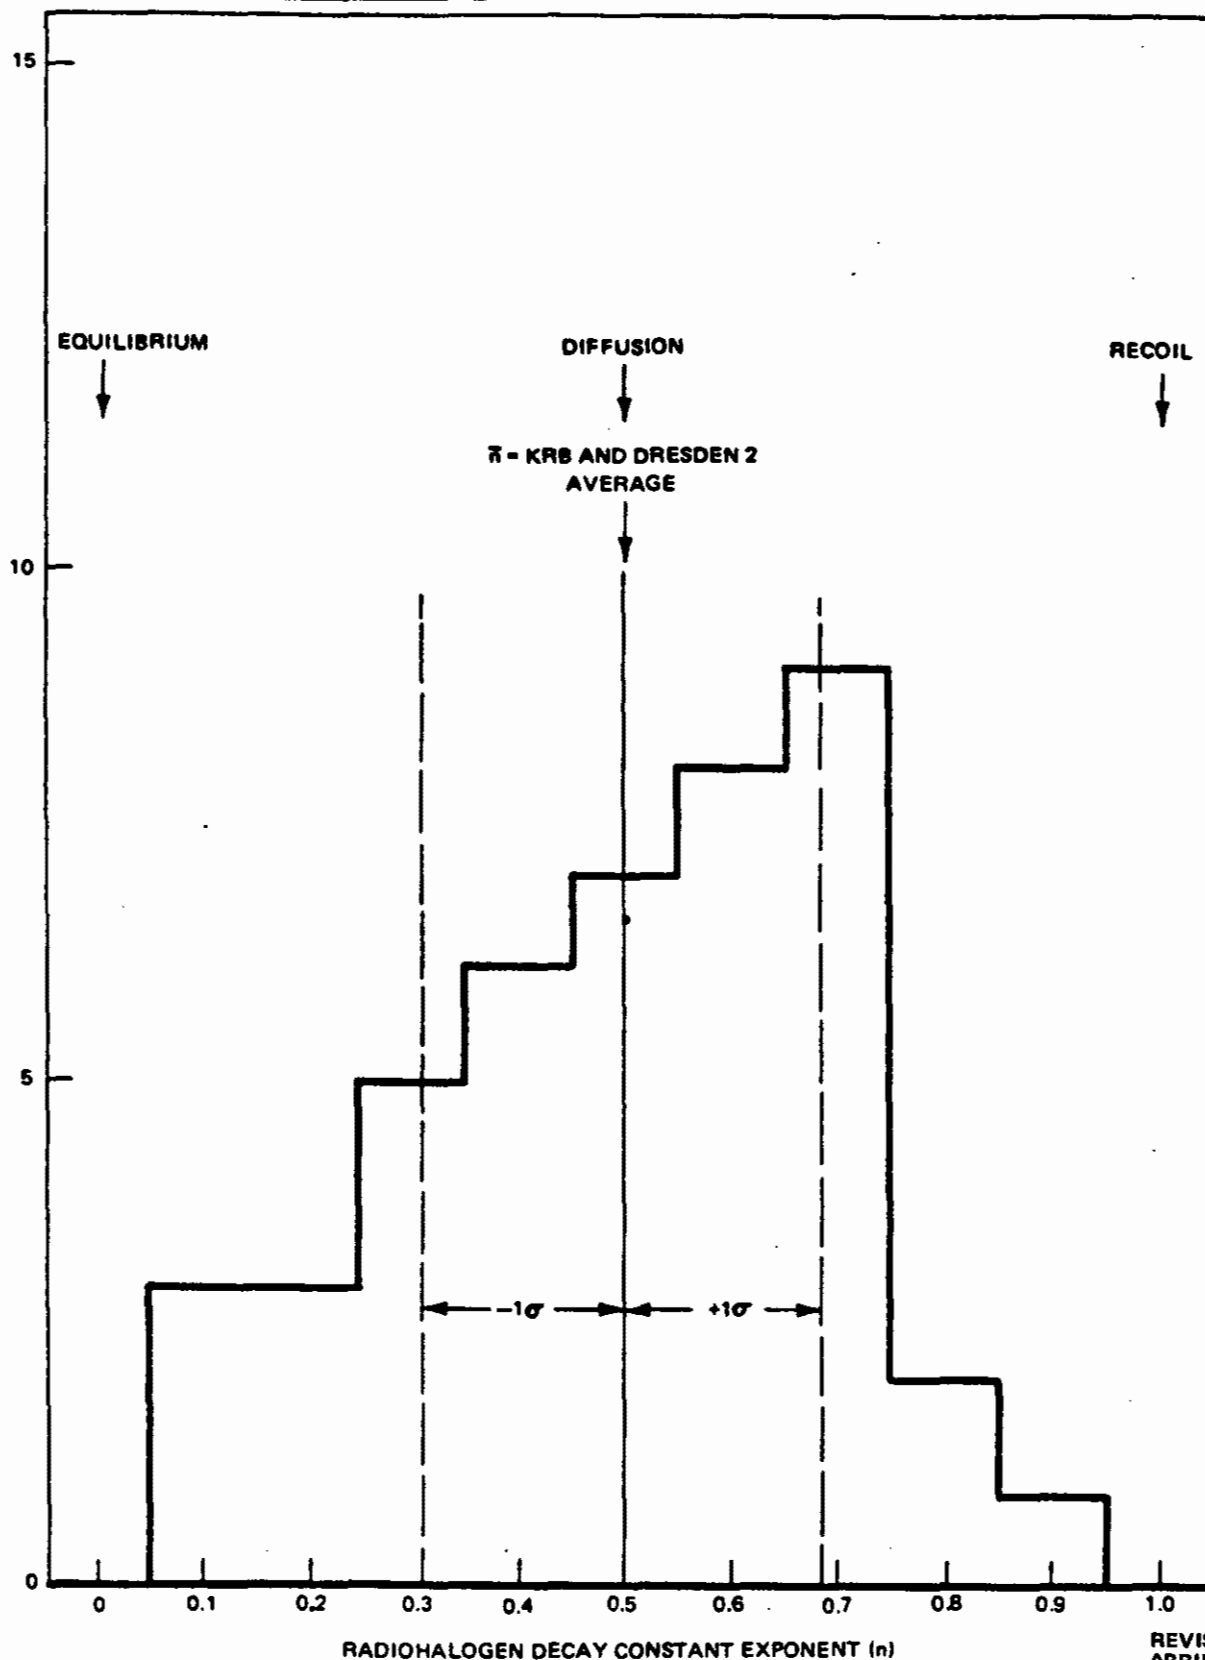 15
EQUILIBRIUM
DIFFUSION
RECOIL
n̄ = KRB AND DRESDEN 2
AVERAGE
10
5
−1σ
+1σ
0
0 0.1 0.2 0.3 0.4 0.5 0.6 0.7 0.8 0.9 1.0
RADIOHALOGEN DECAY CONSTANT EXPONENT (n)